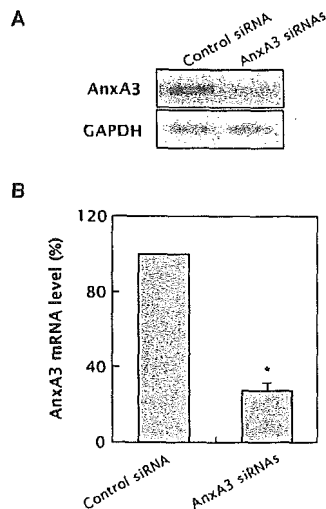 A
Control siRNA
AnxA3 siRNAs
AnxA3
GAPDH
B
AnxA3 mRNA level (%)
120
80
40
0
*
Control siRNA
AnxA3 siRNAs